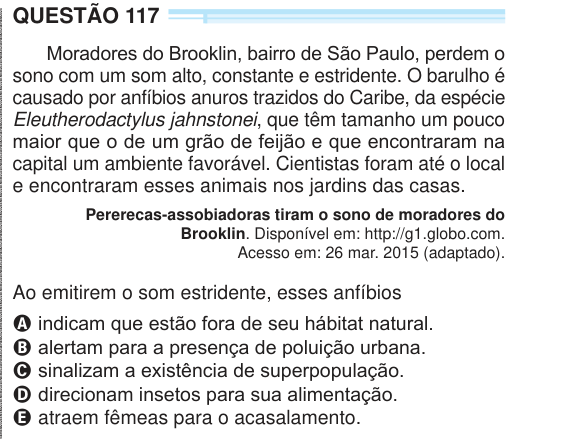 QUESTÃO 117
Moradores do Brooklin, bairro de São Paulo, perdem o
sono com um som alto, constante e estridente. O barulho é
causado por anfíbios anuros trazidos do Caribe, da espécie
Eleutherodactylus jahnstonei, que têm tamanho um pouco
maior que o de um grão de feijão e que encontraram na
capital um ambiente favorável. Cientistas foram até o local
e encontraram esses animais nos jardins das casas.
Pererecas-assobiadoras tiram o sono de moradores do
Brooklin. Disponível em: http://g1.globo.com.
Acesso em: 26 mar. 2015 (adaptado).
Ao emitirem o som estridente, esses anfíbios
A indicam que estão fora de seu hábitat natural.
B alertam para a presença de poluição urbana.
C sinalizam a existência de superpopulação.
D direcionam insetos para sua alimentação.
E atraem fêmeas para o acasalamento.